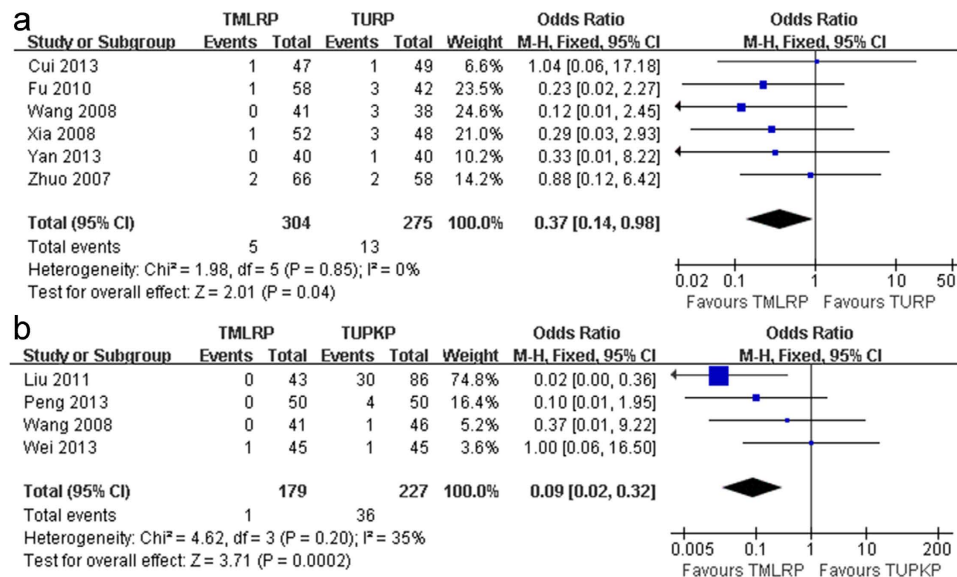 a
TMLRP TURP Odds Ratio Odds Ratio
Study or Subgroup Events Total Events Total Weight M-H, Fixed, 95% CI M-H, Fixed, 95% CI
Cui 2013 1 47 1 49 6.6% 1.04 [0.06, 17.18]
Fu 2010 1 58 3 42 23.5% 0.23 [0.02, 2.27]
Wang 2008 0 41 3 38 24.6% 0.12 [0.01, 2.45]
Xia 2008 1 52 3 48 21.0% 0.29 [0.03, 2.93]
Yan 2013 0 40 1 40 10.2% 0.33 [0.01, 8.22]
Zhuo 2007 2 66 2 58 14.2% 0.88 [0.12, 6.42]
Total (95% CI) 304 275 100.0% 0.37 [0.14, 0.98]
Total events 5 13
Heterogeneity: Chi² = 1.98, df = 5 (P = 0.85); I² = 0%
Test for overall effect: Z = 2.01 (P = 0.04)
0.02 0.1 1 10 50
Favours TMLRP Favours TURP
b
TMLRP TUPKP Odds Ratio Odds Ratio
Study or Subgroup Events Total Events Total Weight M-H, Fixed, 95% CI M-H, Fixed, 95% CI
Liu 2011 0 43 30 86 74.8% 0.02 [0.00, 0.36]
Peng 2013 0 50 4 50 16.4% 0.10 [0.01, 1.95]
Wang 2008 0 41 1 46 5.2% 0.37 [0.01, 9.22]
Wei 2013 1 45 1 45 3.6% 1.00 [0.06, 16.50]
Total (95% CI) 179 227 100.0% 0.09 [0.02, 0.32]
Total events 1 36
Heterogeneity: Chi² = 4.62, df = 3 (P = 0.20); I² = 35%
Test for overall effect: Z = 3.71 (P = 0.0002)
0.005 0.1 1 10 200
Favours TMLRP Favours TUPKP